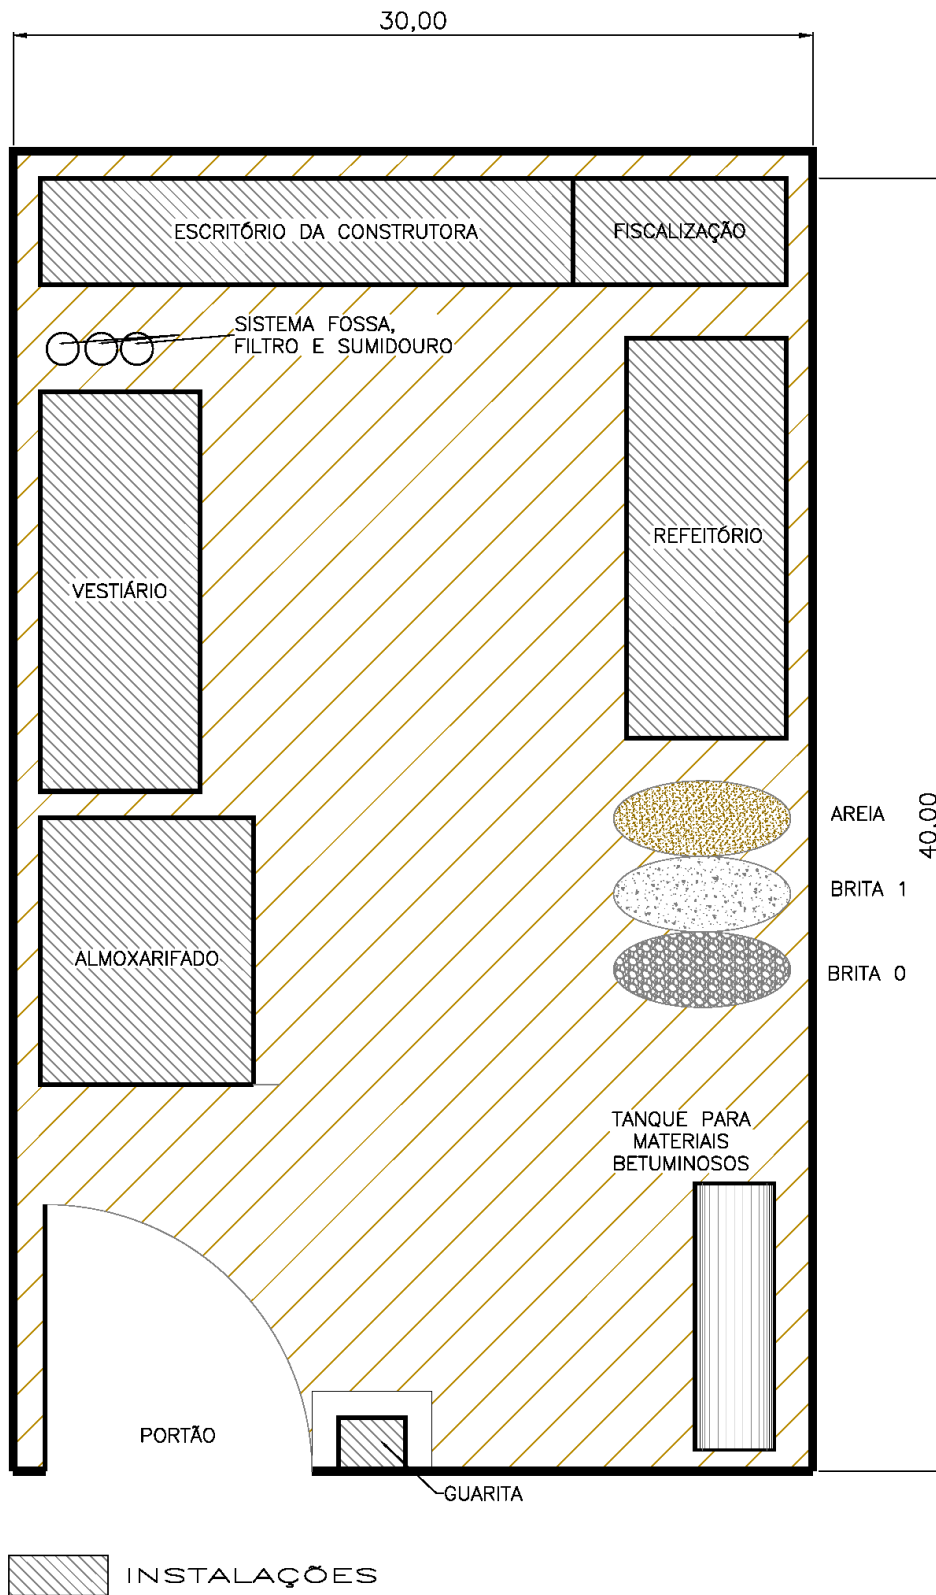 30,00
ESCRITÓRIO DA CONSTRUTORA
FISCALIZAÇÃO
SISTEMA FOSSA,
FILTRO E SUMIDOURO
REFEITÓRIO
VESTIÁRIO
AREIA
40,00
BRITA 1
ALMOXARIFADO
BRITA 0
TANQUE PARA
MATERIAIS
BETUMINOSOS
PORTÃO
GUARITA
INSTALAÇÕES